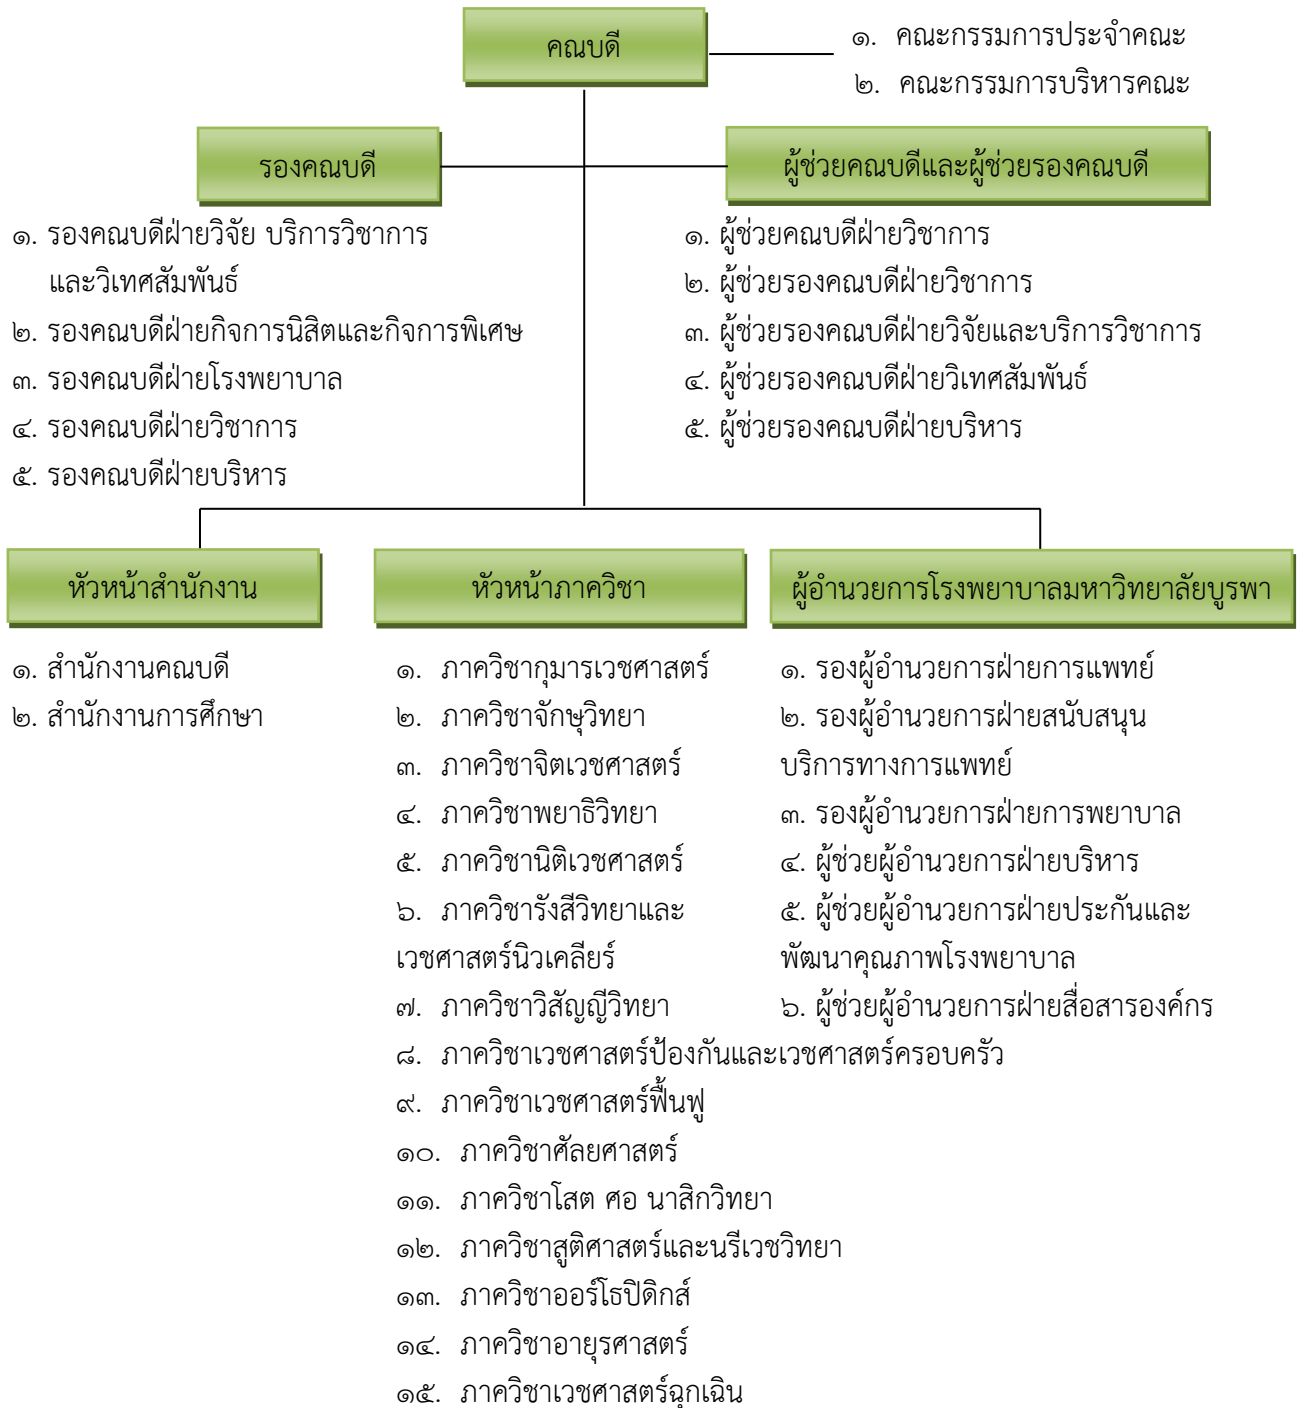 คณบดี
๑. คณะกรรมการประจำคณะ
๒. คณะกรรมการบริหารคณะ
รองคณบดี
ผู้ช่วยคณบดีและผู้ช่วยรองคณบดี
๑. รองคณบดีฝ่ายวิจัย บริการวิชาการ
และวิเทศสัมพันธ์
๒. รองคณบดีฝ่ายกิจการนิสิตและกิจการพิเศษ
๓. รองคณบดีฝ่ายโรงพยาบาล
๔. รองคณบดีฝ่ายวิชาการ
๕. รองคณบดีฝ่ายบริหาร
๑. ผู้ช่วยคณบดีฝ่ายวิชาการ
๒. ผู้ช่วยรองคณบดีฝ่ายวิชาการ
๓. ผู้ช่วยรองคณบดีฝ่ายวิจัยและบริการวิชาการ
๔. ผู้ช่วยรองคณบดีฝ่ายวิเทศสัมพันธ์
๕. ผู้ช่วยรองคณบดีฝ่ายบริหาร
หัวหน้าสำนักงาน
๑. สำนักงานคณบดี
๒. สำนักงานการศึกษา
หัวหน้าภาควิชา
๑. ภาควิชากุมารเวชศาสตร์
๒. ภาควิชาจักษุวิทยา
๓. ภาควิชาจิตเวชศาสตร์
๔. ภาควิชาพยาธิวิทยา
๕. ภาควิชานิติเวชศาสตร์
๖. ภาควิชารังสีวิทยาและ
เวชศาสตร์นิวเคลียร์
๗. ภาควิชาวิสัญญีวิทยา
๘. ภาควิชาเวชศาสตร์ป้องกันและเวชศาสตร์ครอบครัว
๙. ภาควิชาเวชศาสตร์ฟื้นฟู
๑๐. ภาควิชาศัลยศาสตร์
๑๑. ภาควิชาโสต ศอ นาสิกวิทยา
๑๒. ภาควิชาสูติศาสตร์และนรีเวชวิทยา
๑๓. ภาควิชาออร์โธปิดิกส์
๑๔. ภาควิชาอายุรศาสตร์
๑๕. ภาควิชาเวชศาสตร์ฉุกเฉิน
ผู้อำนวยการโรงพยาบาลมหาวิทยาลัยบูรพา
๑. รองผู้อำนวยการฝ่ายการแพทย์
๒. รองผู้อำนวยการฝ่ายสนับสนุน
บริการทางการแพทย์
๓. รองผู้อำนวยการฝ่ายการพยาบาล
๔. ผู้ช่วยผู้อำนวยการฝ่ายบริหาร
๕. ผู้ช่วยผู้อำนวยการฝ่ายประกันและ
พัฒนาคุณภาพโรงพยาบาล
๖. ผู้ช่วยผู้อำนวยการฝ่ายสื่อสารองค์กร